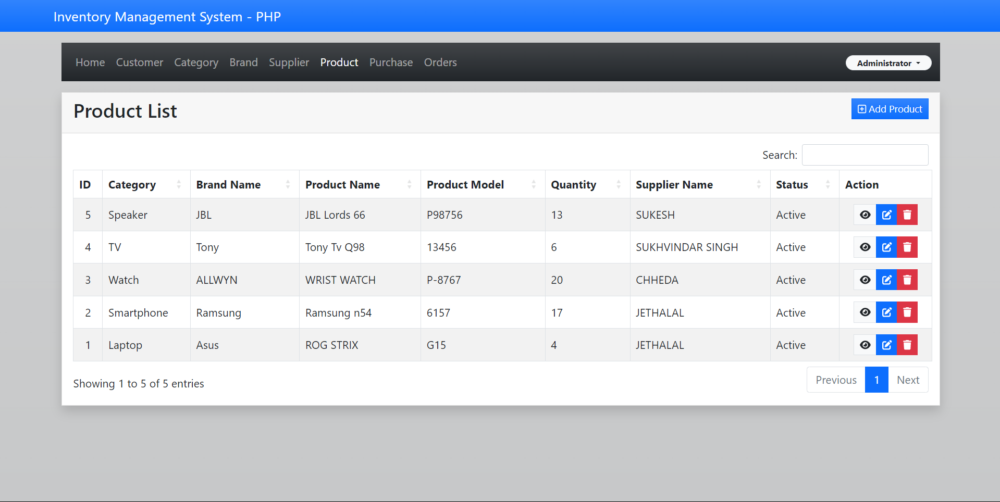 Inventory Management System - PHP
Home Customer Category Brand Supplier Product Purchase Orders Administrator
Product List Add Product
Search:
ID Category Brand Name Product Name Product Model Quantity Supplier Name Status Action
5 Speaker JBL JBL Lords 66 P98756 13 SUKESH Active
4 TV Tony Tony Tv Q98 13456 6 SUKHVINDAR SINGH Active
3 Watch ALLWYN WRIST WATCH P-8767 20 CHHEDA Active
2 Smartphone Ramsung Ramsung n54 6157 17 JETHALAL Active
1 Laptop Asus ROG STRIX G15 4 JETHALAL Active
Showing 1 to 5 of 5 entries Previous 1 Next